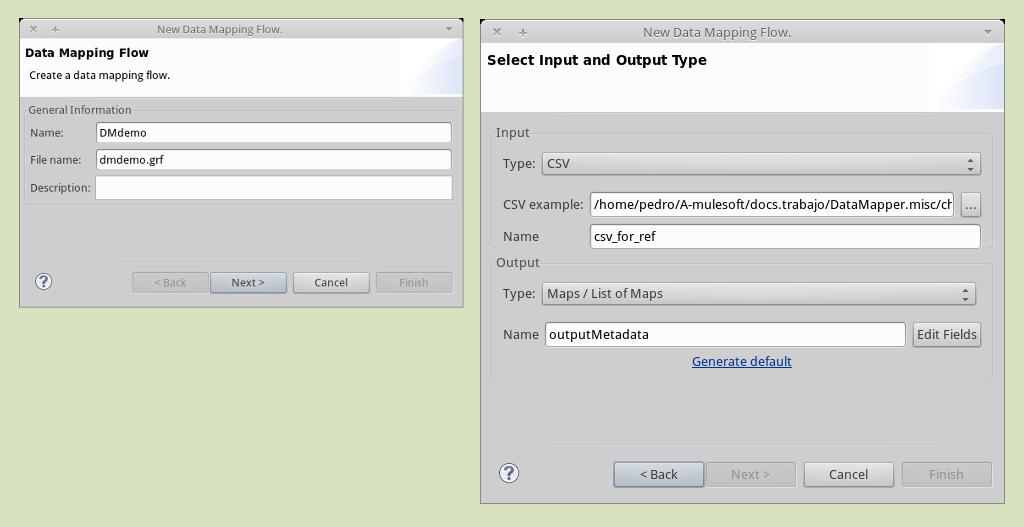 New Data Mapping Flow.
Data Mapping Flow
Create a data mapping flow.
General Information
Name: DMdemo
File name: dmdemo.grf
Description:
? < Back Next > Cancel Finish
New Data Mapping Flow.
Select Input and Output Type
Input
Type: CSV
CSV example: /home/pedro/A-mulesoft/docs.trabajo/DataMapper.misc/ch ...
Name csv_for_ref
Output
Type: Maps / List of Maps
Name outputMetadata Edit Fields
Generate default
? < Back Next > Cancel Finish